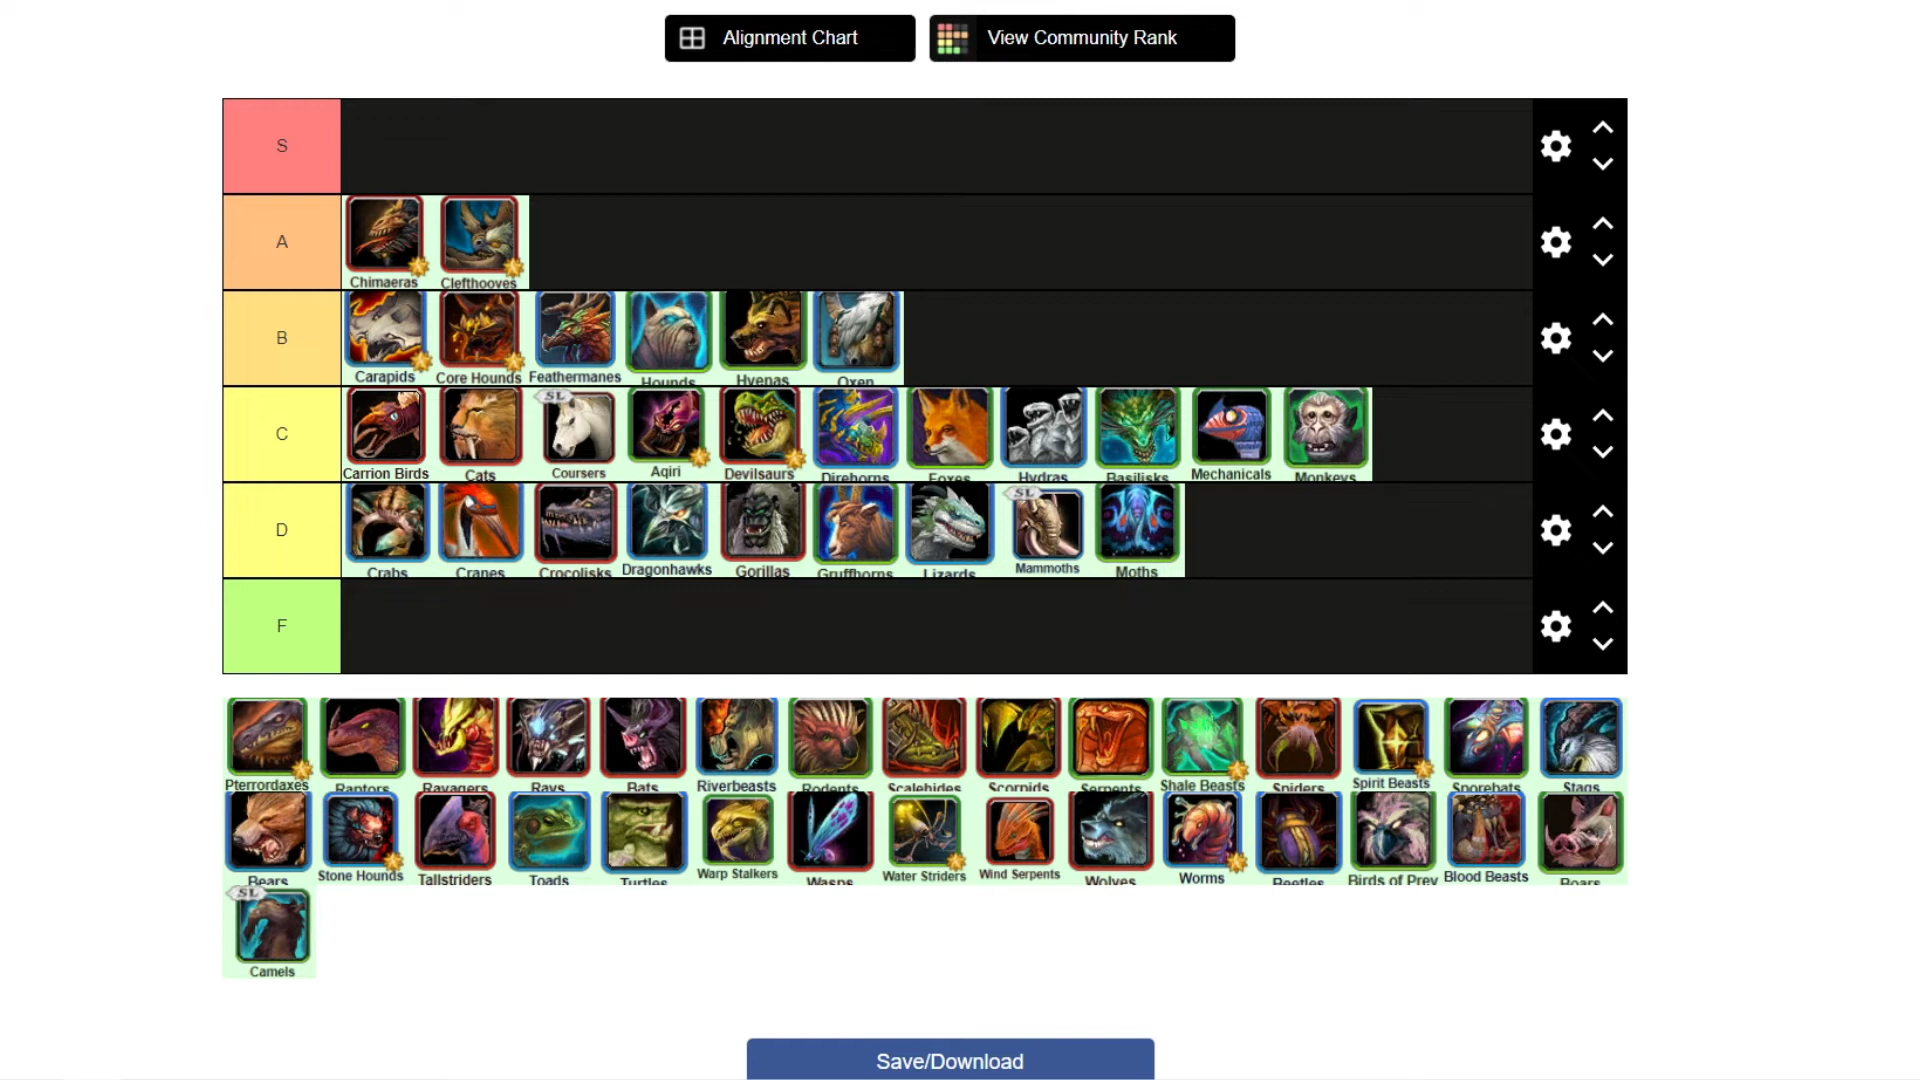 Alignment Chart View Community Rank
S
A
Chimaeras Clefthooves
B
Carapids Core Hounds Feathermanes Hounds Hyenas Oxen
C
SL
Carrion Birds Cats Coursers Aqiri Devilsaurs Direhorns Foxes Hydras Basilisks Mechanicals Monkeys
D
SL
Crabs Cranes Crocolisks Dragonhawks Gorillas Gruffhorns Lizards Mammoths Moths
F
Pterrordaxes Raptors Ravagers Rays Bats Riverbeasts Rodents Scalehides Scorpids Serpents Shale Beasts Spiders Spirit Beasts Sporebats Stags
Bears Stone Hounds Tallstriders Toads Turtles Warp Stalkers Wasps Water Striders Wind Serpents Wolves Worms Beetles Birds of Prey Blood Beasts Boars
SL
Camels
Save/Download